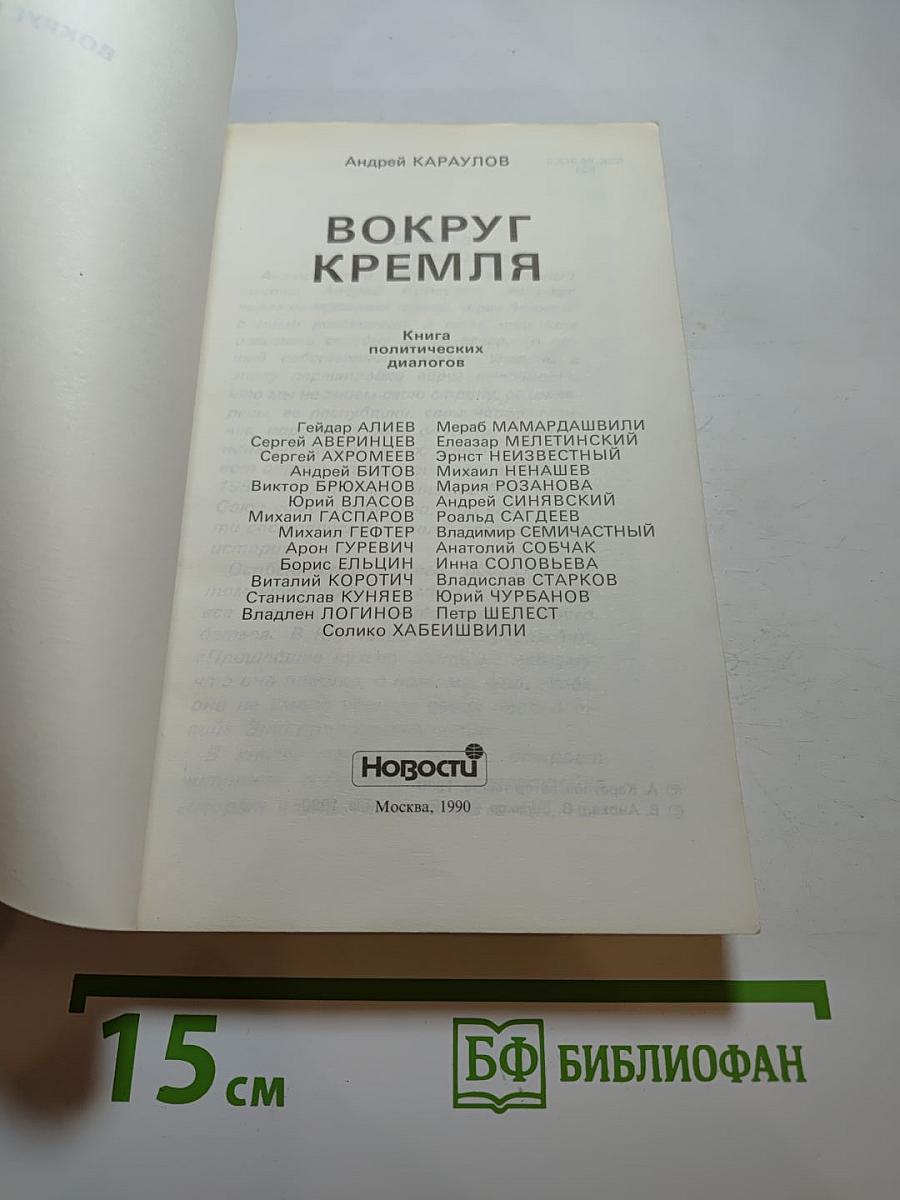 Андрей КАРАУЛОВ
ВОКРУГ
КРЕМЛЯ
Книга
политических
диалогов
Гейдар АЛИЕВ
Сергей АВЕРИНЦЕВ
Сергей АХРОМЕЕВ
Андрей БИТОВ
Виктор БРЮХАНОВ
Юрий ВЛАСОВ
Михаил ГАСПАРОВ
Михаил ГЕФТЕР
Арон ГУРЕВИЧ
Борис ЕЛЬЦИН
Виталий КОРОТИЧ
Станислав КУНЯЕВ
Владлен ЛОГИНОВ
Мераб МАМАРДАШВИЛИ
Елеазар МЕЛЕТИНСКИЙ
Эрнст НЕИЗВЕСТНЫЙ
Михаил НЕНАШЕВ
Мария РОЗАНОВА
Андрей СИНЯВСКИЙ
Роальд САГДЕЕВ
Владимир СЕМИЧАСТНЫЙ
Анатолий СОБЧАК
Инна СОЛОВЬЕВА
Владислав СТАРКОВ
Юрий ЧУРБАНОВ
Петр ШЕЛЕСТ
Солико ХАБЕИШВИЛИ
Новости
Москва, 1990
15 см
БФ БИБЛИОФАН